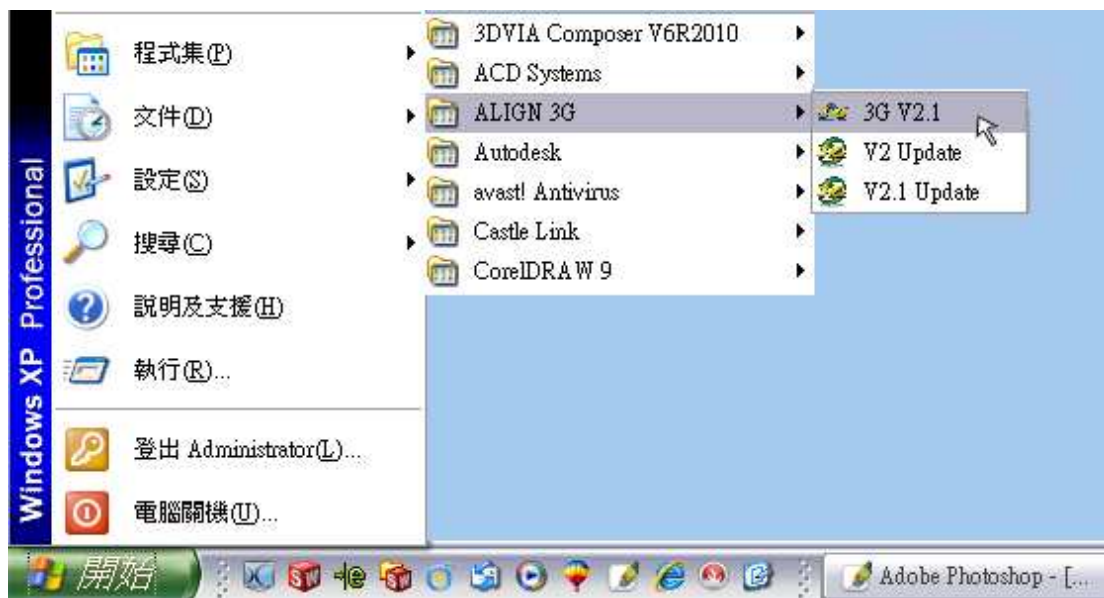 Windows XP Professional
程式集(P)
文件(D)
設定(S)
搜尋(C)
說明及支援(H)
執行(R)...
登出 Administrator(L)...
電腦關機(U)...
3DVIA Composer V6R2010
ACD Systems
ALIGN 3G
Autodesk
avast! Antivirus
Castle Link
CorelDRAW 9
3G V2.1
V2 Update
V2.1 Update
開始
Adobe Photoshop - [...